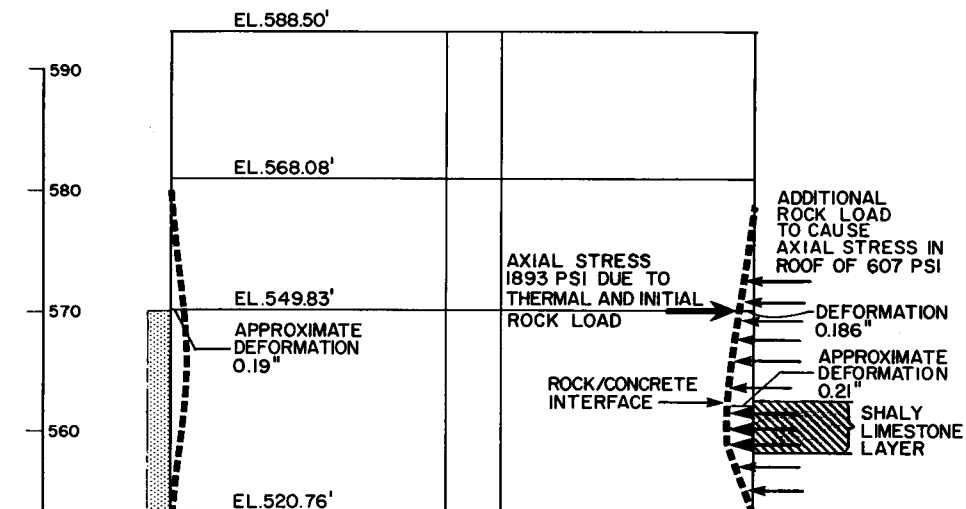 EL.588.50'
590
EL.568.08'
580
ADDITIONAL
ROCK LOAD
TO CAUSE
AXIAL STRESS IN
ROOF OF 607 PSI
AXIAL STRESS
1893 PSI DUE TO
THERMAL AND INITIAL
ROCK LOAD
EL.549.83'
570
APPROXIMATE
DEFORMATION
0.19"
DEFORMATION
0.186"
APPROXIMATE
DEFORMATION
0.21"
ROCK/CONCRETE
INTERFACE
SHALY
LIMESTONE
LAYER
560
EL.520.76'